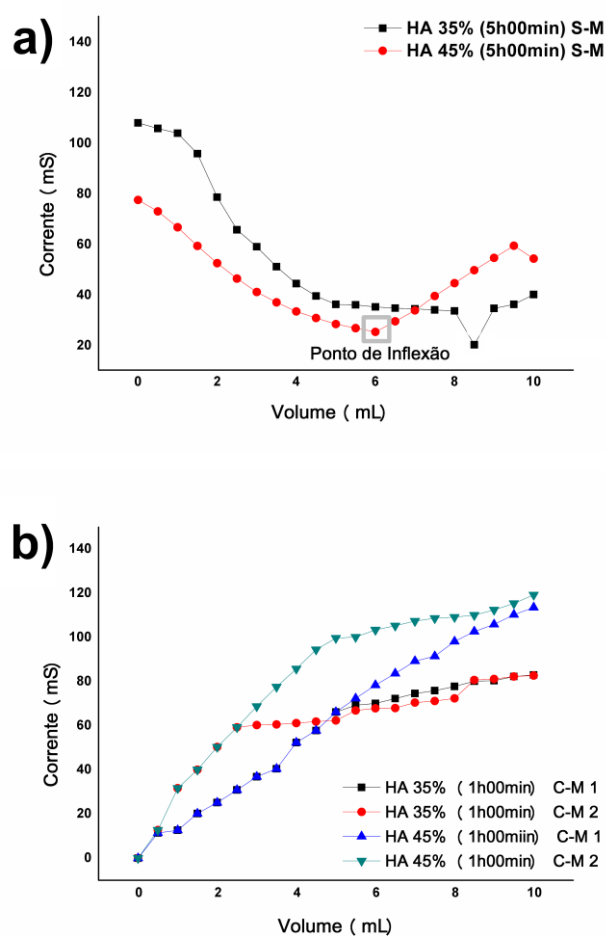 a)
HA 35% (5h00min) S-M
HA 45% (5h00min) S-M
140
120
100
80
60
40
20
Corrente ( mS)
Ponto de Inflexão
0 2 4 6 8 10
Volume ( mL)
b)
140
120
100
80
60
40
20
0
Corrente ( mS)
HA 35% ( 1h00min) C-M 1
HA 35% ( 1h00min) C-M 2
HA 45% ( 1h00miin) C-M 1
HA 45% ( 1h00min) C-M 2
0 2 4 6 8 10
Volume ( mL)